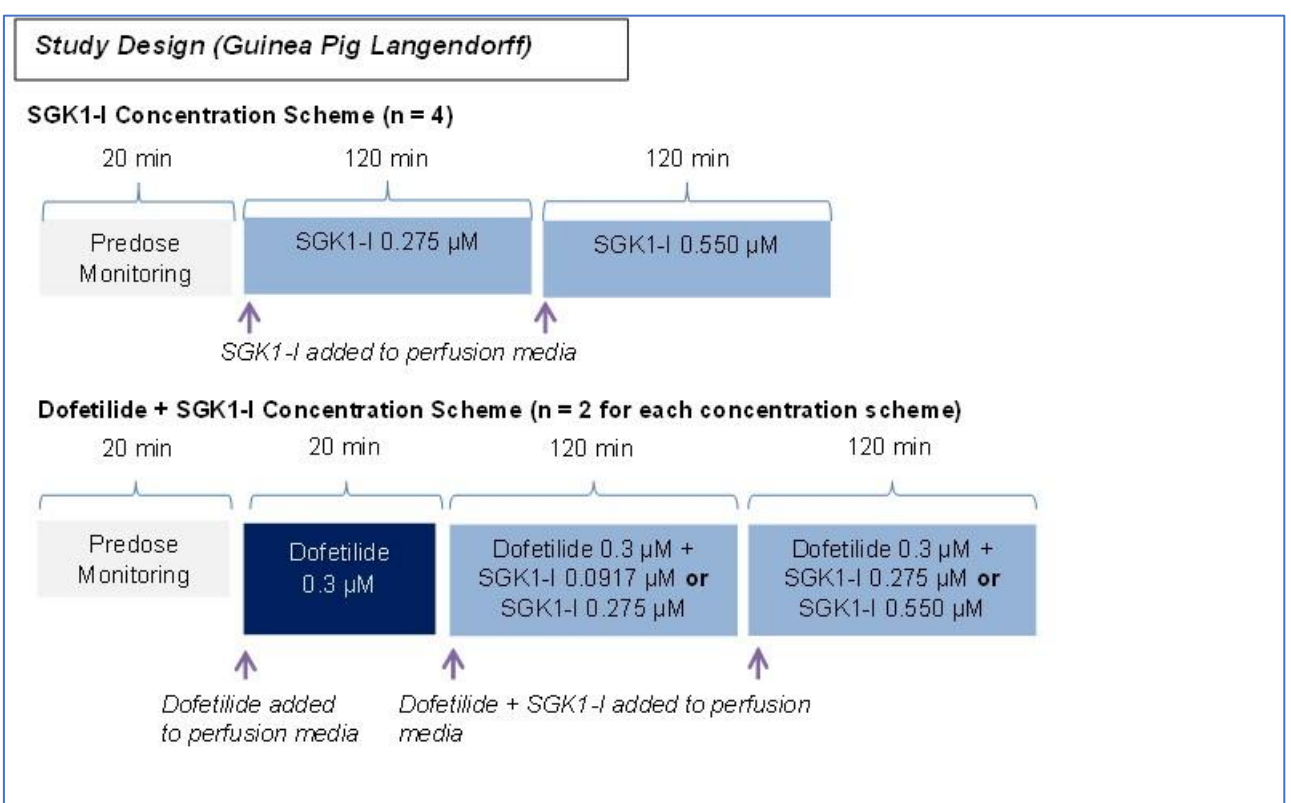 Study Design (Guinea Pig Langendorff)
SGK1-I Concentration Scheme (n = 4)
20 min 120 min 120 min
Predose
Monitoring
SGK1-I 0.275 µM
SGK1-I 0.550 µM
SGK1-I added to perfusion media
Dofetilide + SGK1-I Concentration Scheme (n = 2 for each concentration scheme)
20 min 20 min 120 min 120 min
Predose
Monitoring
Dofetilide
0.3 µM
Dofetilide 0.3 µM +
SGK1-I 0.0917 µM or
SGK1-I 0.275 µM
Dofetilide 0.3 µM +
SGK1-I 0.275 µM or
SGK1-I 0.550 µM
Dofetilide added
to perfusion media
Dofetilide + SGK1-I added to perfusion
media